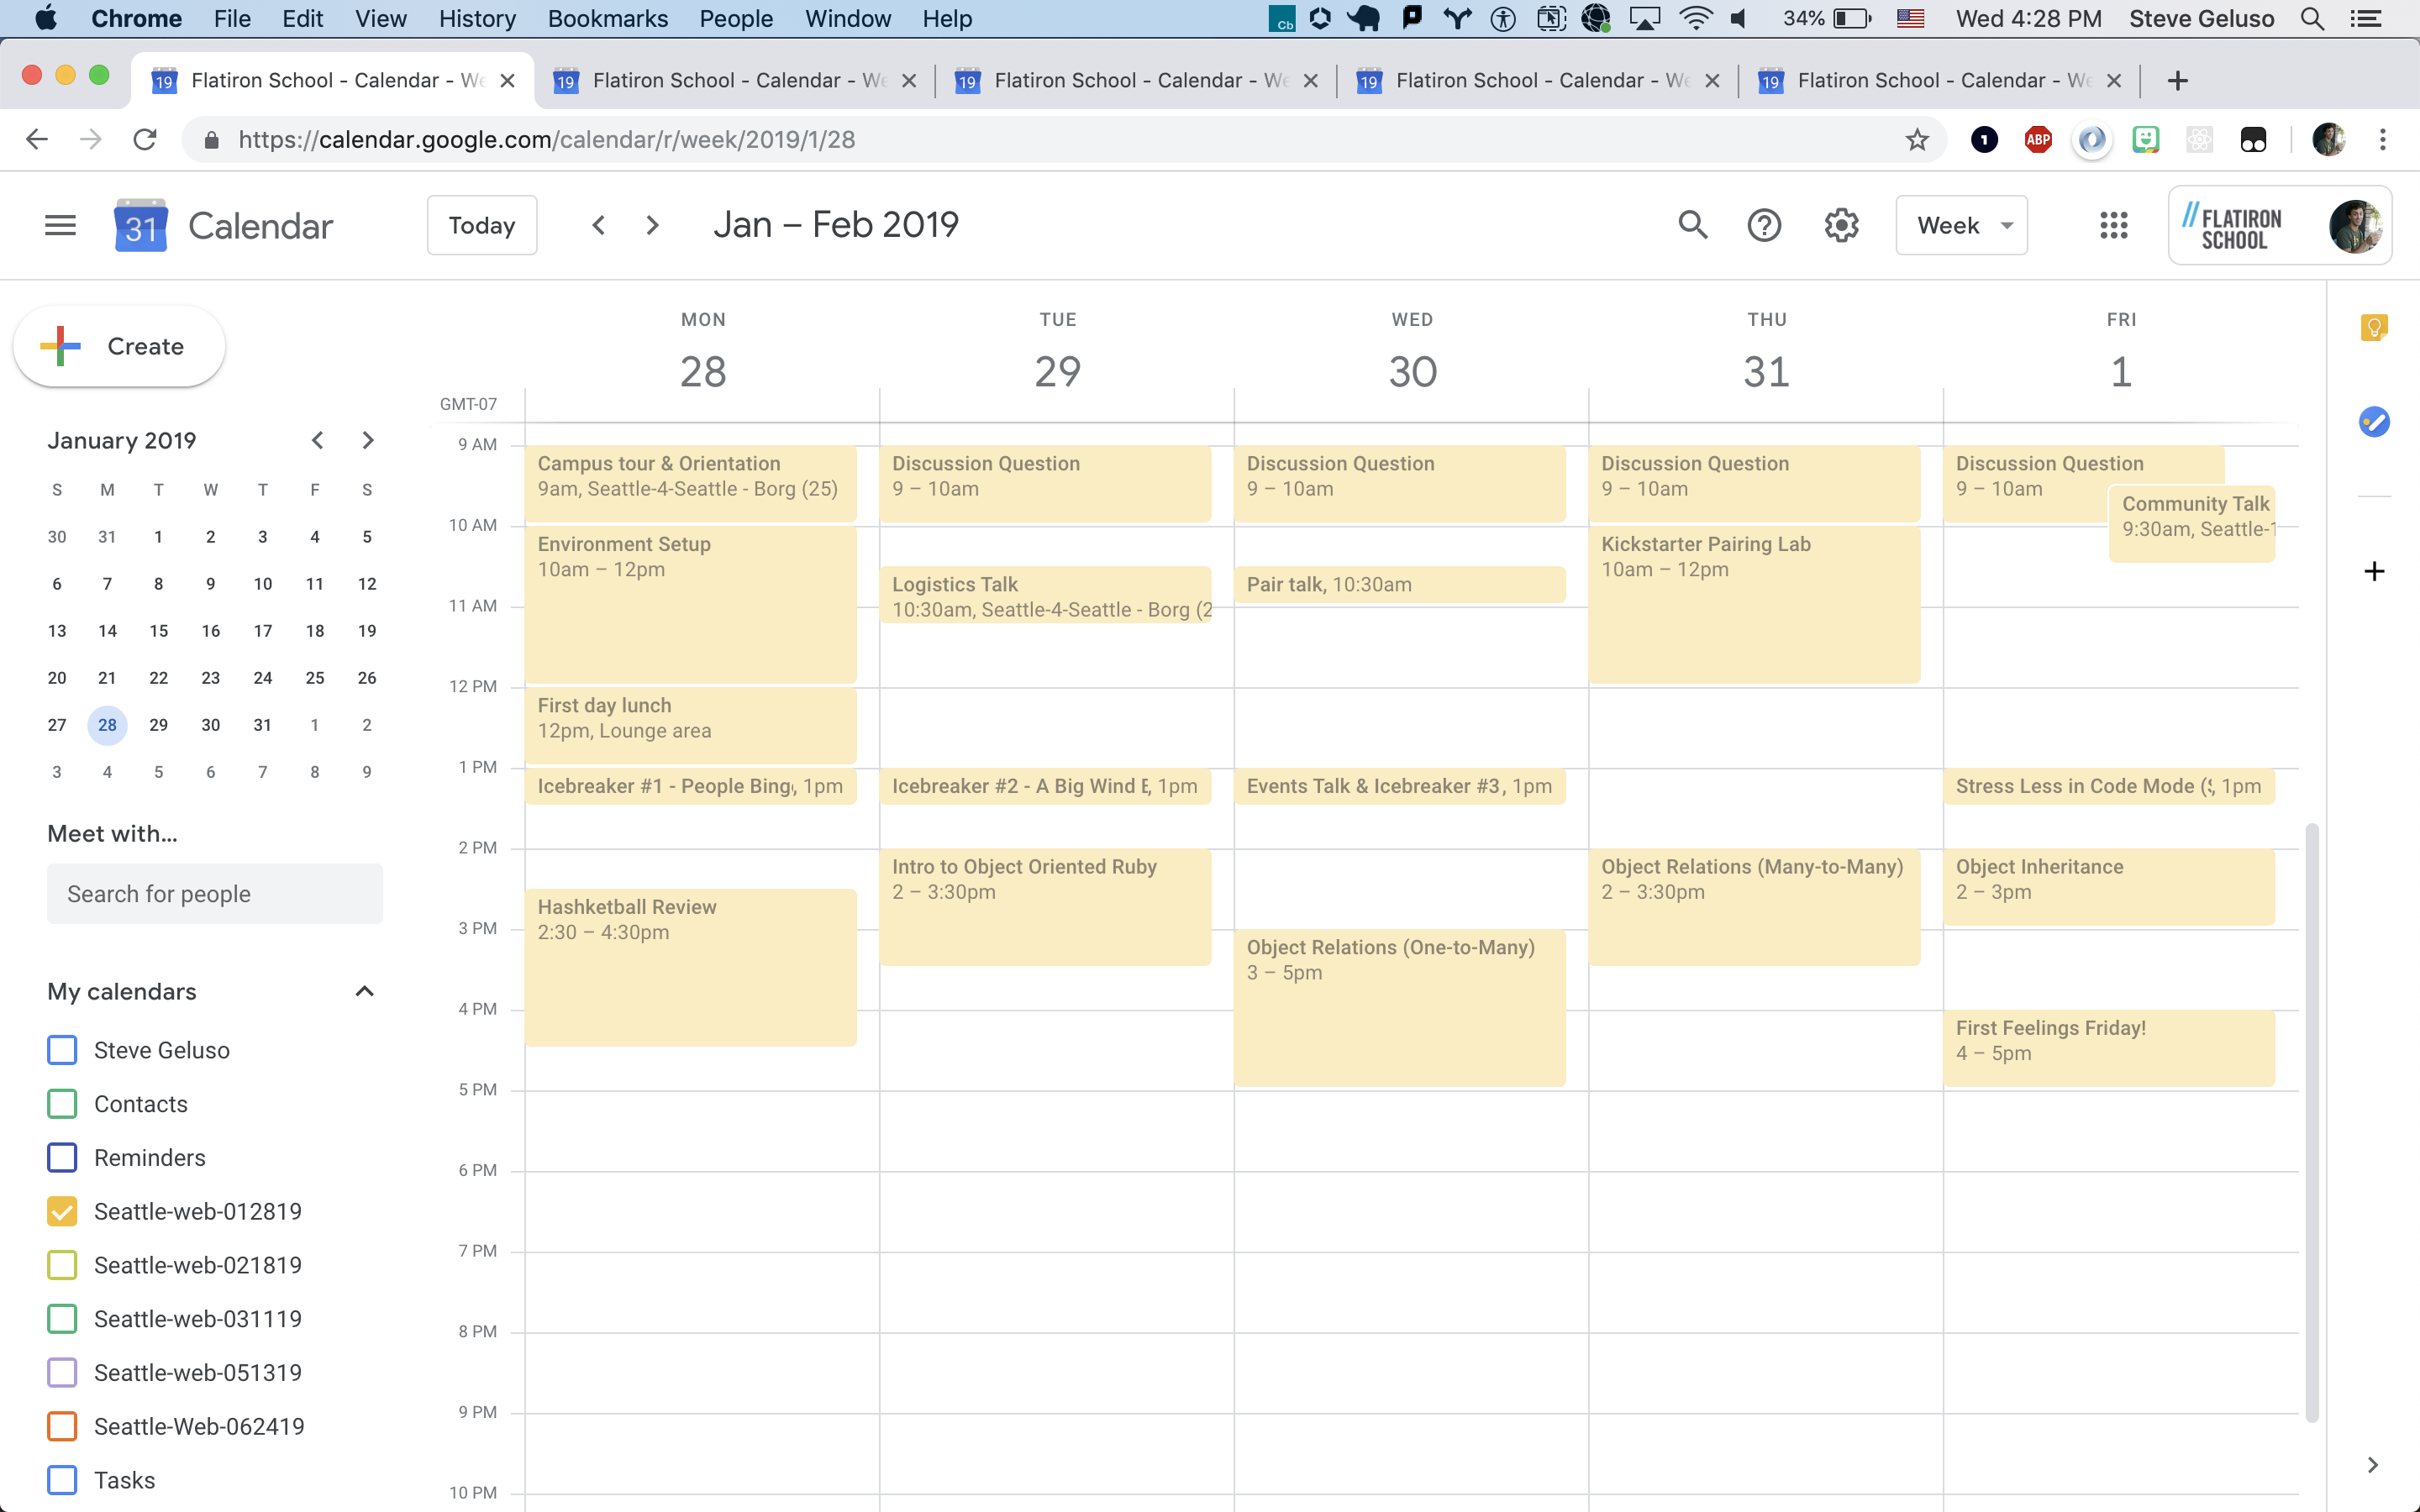 Chrome File Edit View History Bookmarks People Window Help Cb 34% Wed 4:28 PM Steve Geluso
19 Flatiron School - Calendar - We 19 Flatiron School - Calendar - We 19 Flatiron School - Calendar - We 19 Flatiron School - Calendar - We 19 Flatiron School - Calendar - We
https://calendar.google.com/calendar/r/week/2019/1/28 1 ABP
31 Calendar Today Jan – Feb 2019 Week // FLATIRON SCHOOL
Create
MON TUE WED THU FRI
28 29 30 31 1
GMT-07
January 2019
S M T W T F S
30 31 1 2 3 4 5
6 7 8 9 10 11 12
13 14 15 16 17 18 19
20 21 22 23 24 25 26
27 28 29 30 31 1 2
3 4 5 6 7 8 9
Meet with...
Search for people
My calendars
Steve Geluso
Contacts
Reminders
Seattle-web-012819
Seattle-web-021819
Seattle-web-031119
Seattle-web-051319
Seattle-Web-062419
Tasks
9 AM
10 AM
11 AM
12 PM
1 PM
2 PM
3 PM
4 PM
5 PM
6 PM
7 PM
8 PM
9 PM
10 PM
Campus tour & Orientation
9am, Seattle-4-Seattle - Borg (25)
Environment Setup
10am – 12pm
First day lunch
12pm, Lounge area
Icebreaker #1 - People Bing, 1pm
Hashketball Review
2:30 – 4:30pm
Discussion Question
9 – 10am
Logistics Talk
10:30am, Seattle-4-Seattle - Borg (2
Icebreaker #2 - A Big Wind , 1pm
Intro to Object Oriented Ruby
2 – 3:30pm
Discussion Question
9 – 10am
Pair talk, 10:30am
Events Talk & Icebreaker #3, 1pm
Object Relations (One-to-Many)
3 – 5pm
Discussion Question
9 – 10am
Kickstarter Pairing Lab
10am – 12pm
Object Relations (Many-to-Many)
2 – 3:30pm
Discussion Question
9 – 10am
Community Talk
9:30am, Seattle-1
Stress Less in Code Mode (, 1pm
Object Inheritance
2 – 3pm
First Feelings Friday!
4 – 5pm